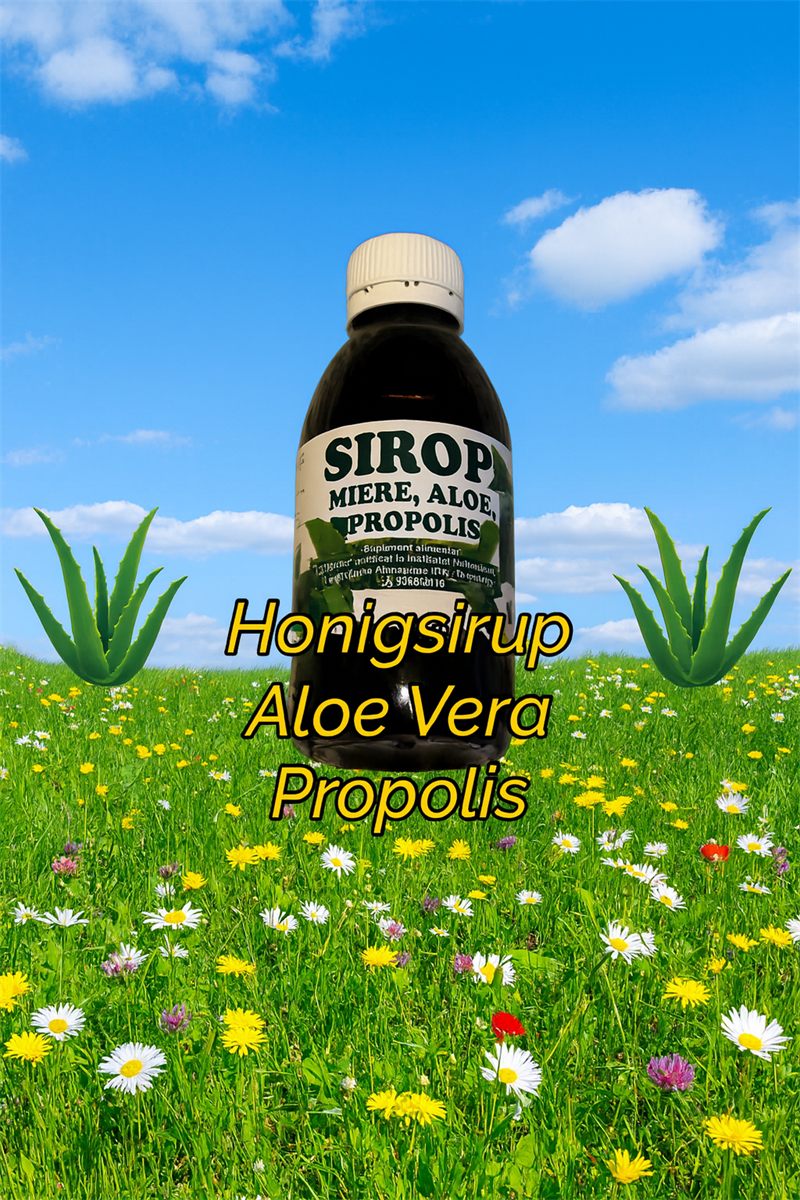 SIROP
MIERE, ALOE,
PROPOLIS
Supliment alimentar
Honigsirup
Aloe Vera
Propolis